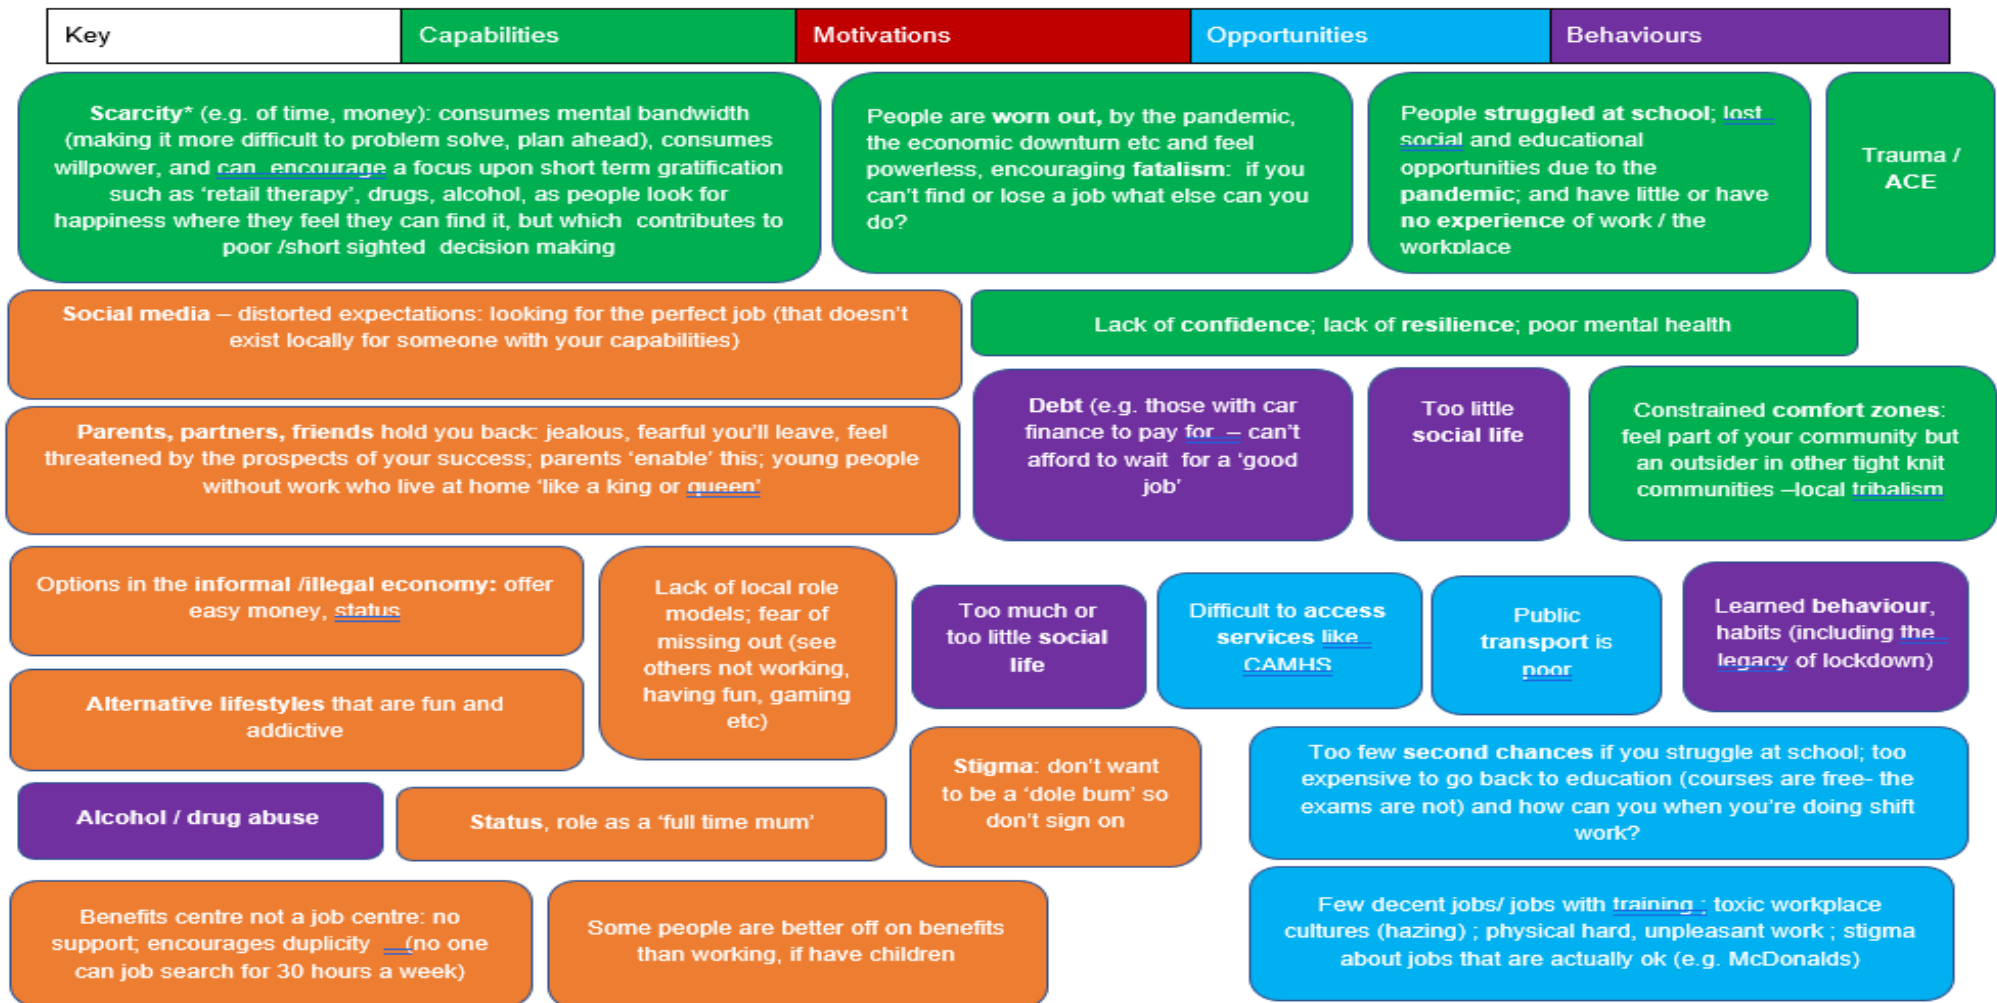 Key
Capabilities
Motivations
Opportunities
Behaviours
Scarcity* (e.g. of time, money): consumes mental bandwidth
(making it more difficult to problem solve, plan ahead), consumes
willpower, and can encourage a focus upon short term gratification
such as ‘retail therapy’, drugs, alcohol, as people look for
happiness where they feel they can find it, but which contributes to
poor /short sighted decision making
People are worn out, by the pandemic,
the economic downturn etc and feel
powerless, encouraging fatalism: if you
can’t find or lose a job what else can you
do?
People struggled at school; lost
social and educational
opportunities due to the
pandemic; and have little or have
no experience of work / the
workplace
Trauma /
ACE
Social media – distorted expectations: looking for the perfect job (that doesn’t
exist locally for someone with your capabilities)
Lack of confidence; lack of resilience; poor mental health
Parents, partners, friends hold you back: jealous, fearful you’ll leave, feel
threatened by the prospects of your success; parents ‘enable’ this; young people
without work who live at home ‘like a king or queen’
Debt (e.g. those with car
finance to pay for – can’t
afford to wait for a ‘good
job’
Too little
social life
Constrained comfort zones:
feel part of your community but
an outsider in other tight knit
communities –local tribalism
Options in the informal /illegal economy: offer
easy money, status
Lack of local role
models; fear of
missing out (see
others not working,
having fun, gaming
etc)
Too much or
too little social
life
Difficult to access
services like
CAMHS
Public
transport is
poor
Learned behaviour,
habits (including the
legacy of lockdown)
Alternative lifestyles that are fun and
addictive
Stigma: don’t want
to be a ‘dole bum’ so
don’t sign on
Too few second chances if you struggle at school; too
expensive to go back to education (courses are free- the
exams are not) and how can you when you’re doing shift
work?
Alcohol / drug abuse
Status, role as a ‘full time mum’
Benefits centre not a job centre: no
support; encourages duplicity (no one
can job search for 30 hours a week)
Some people are better off on benefits
than working, if have children
Few decent jobs/ jobs with training ; toxic workplace
cultures (hazing) ; physical hard, unpleasant work ; stigma
about jobs that are actually ok (e.g. McDonalds)